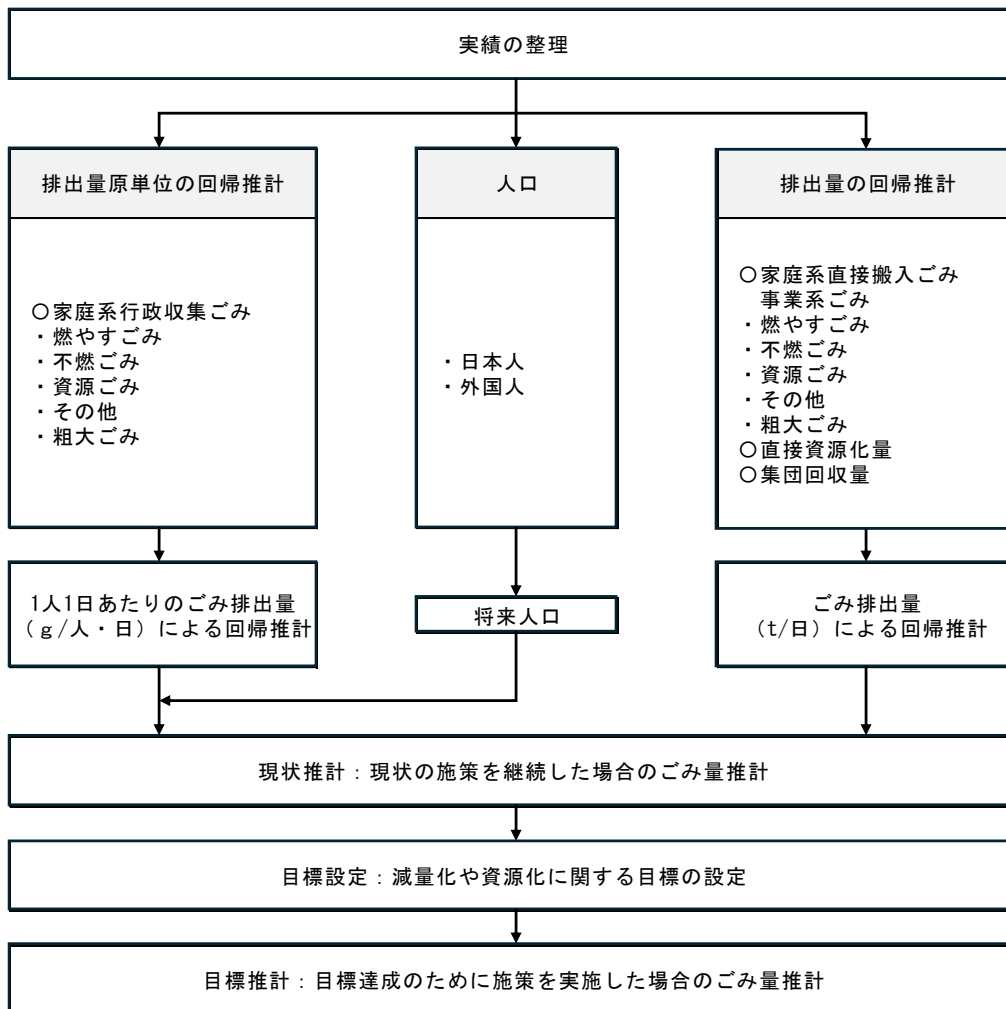 実績の整理
排出量原単位の回帰推計
〇家庭系行政収集ごみ
・燃やすごみ
・不燃ごみ
・資源ごみ
・その他
・粗大ごみ
人口
・日本人
・外国人
排出量の回帰推計
〇家庭系直接搬入ごみ
事業系ごみ
・燃やすごみ
・不燃ごみ
・資源ごみ
・その他
・粗大ごみ
〇直接資源化量
〇集団回収量
1人1日あたりのごみ排出量
（ｇ/人・日）による回帰推計
将来人口
ごみ排出量
（t/日）による回帰推計
現状推計：現状の施策を継続した場合のごみ量推計
目標設定：減量化や資源化に関する目標の設定
目標推計：目標達成のために施策を実施した場合のごみ量推計